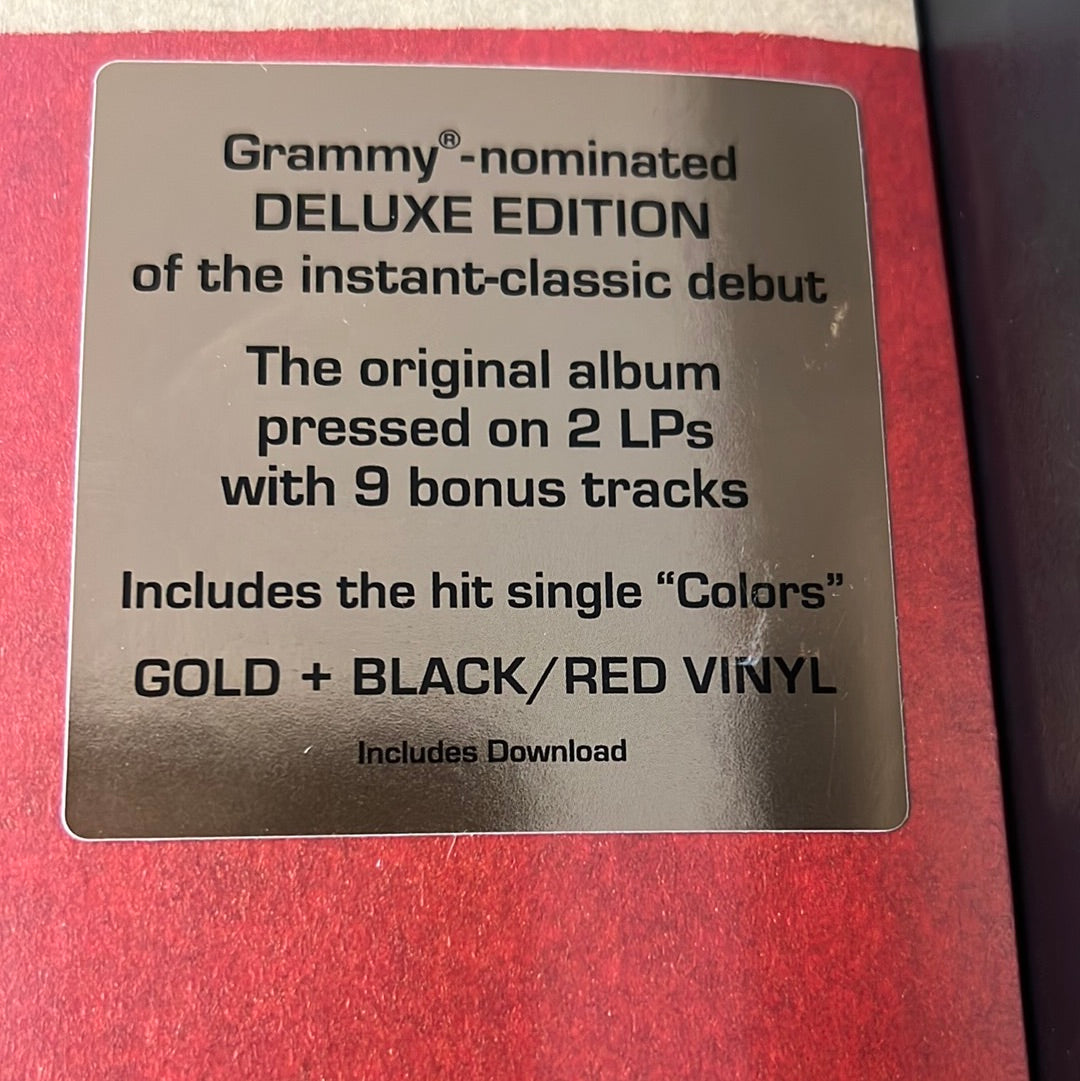 Grammy®-nominated
DELUXE EDITION
of the instant-classic debut
The original album
pressed on 2 LPs
with 9 bonus tracks
Includes the hit single “Colors”
GOLD + BLACK/RED VINYL
Includes Download